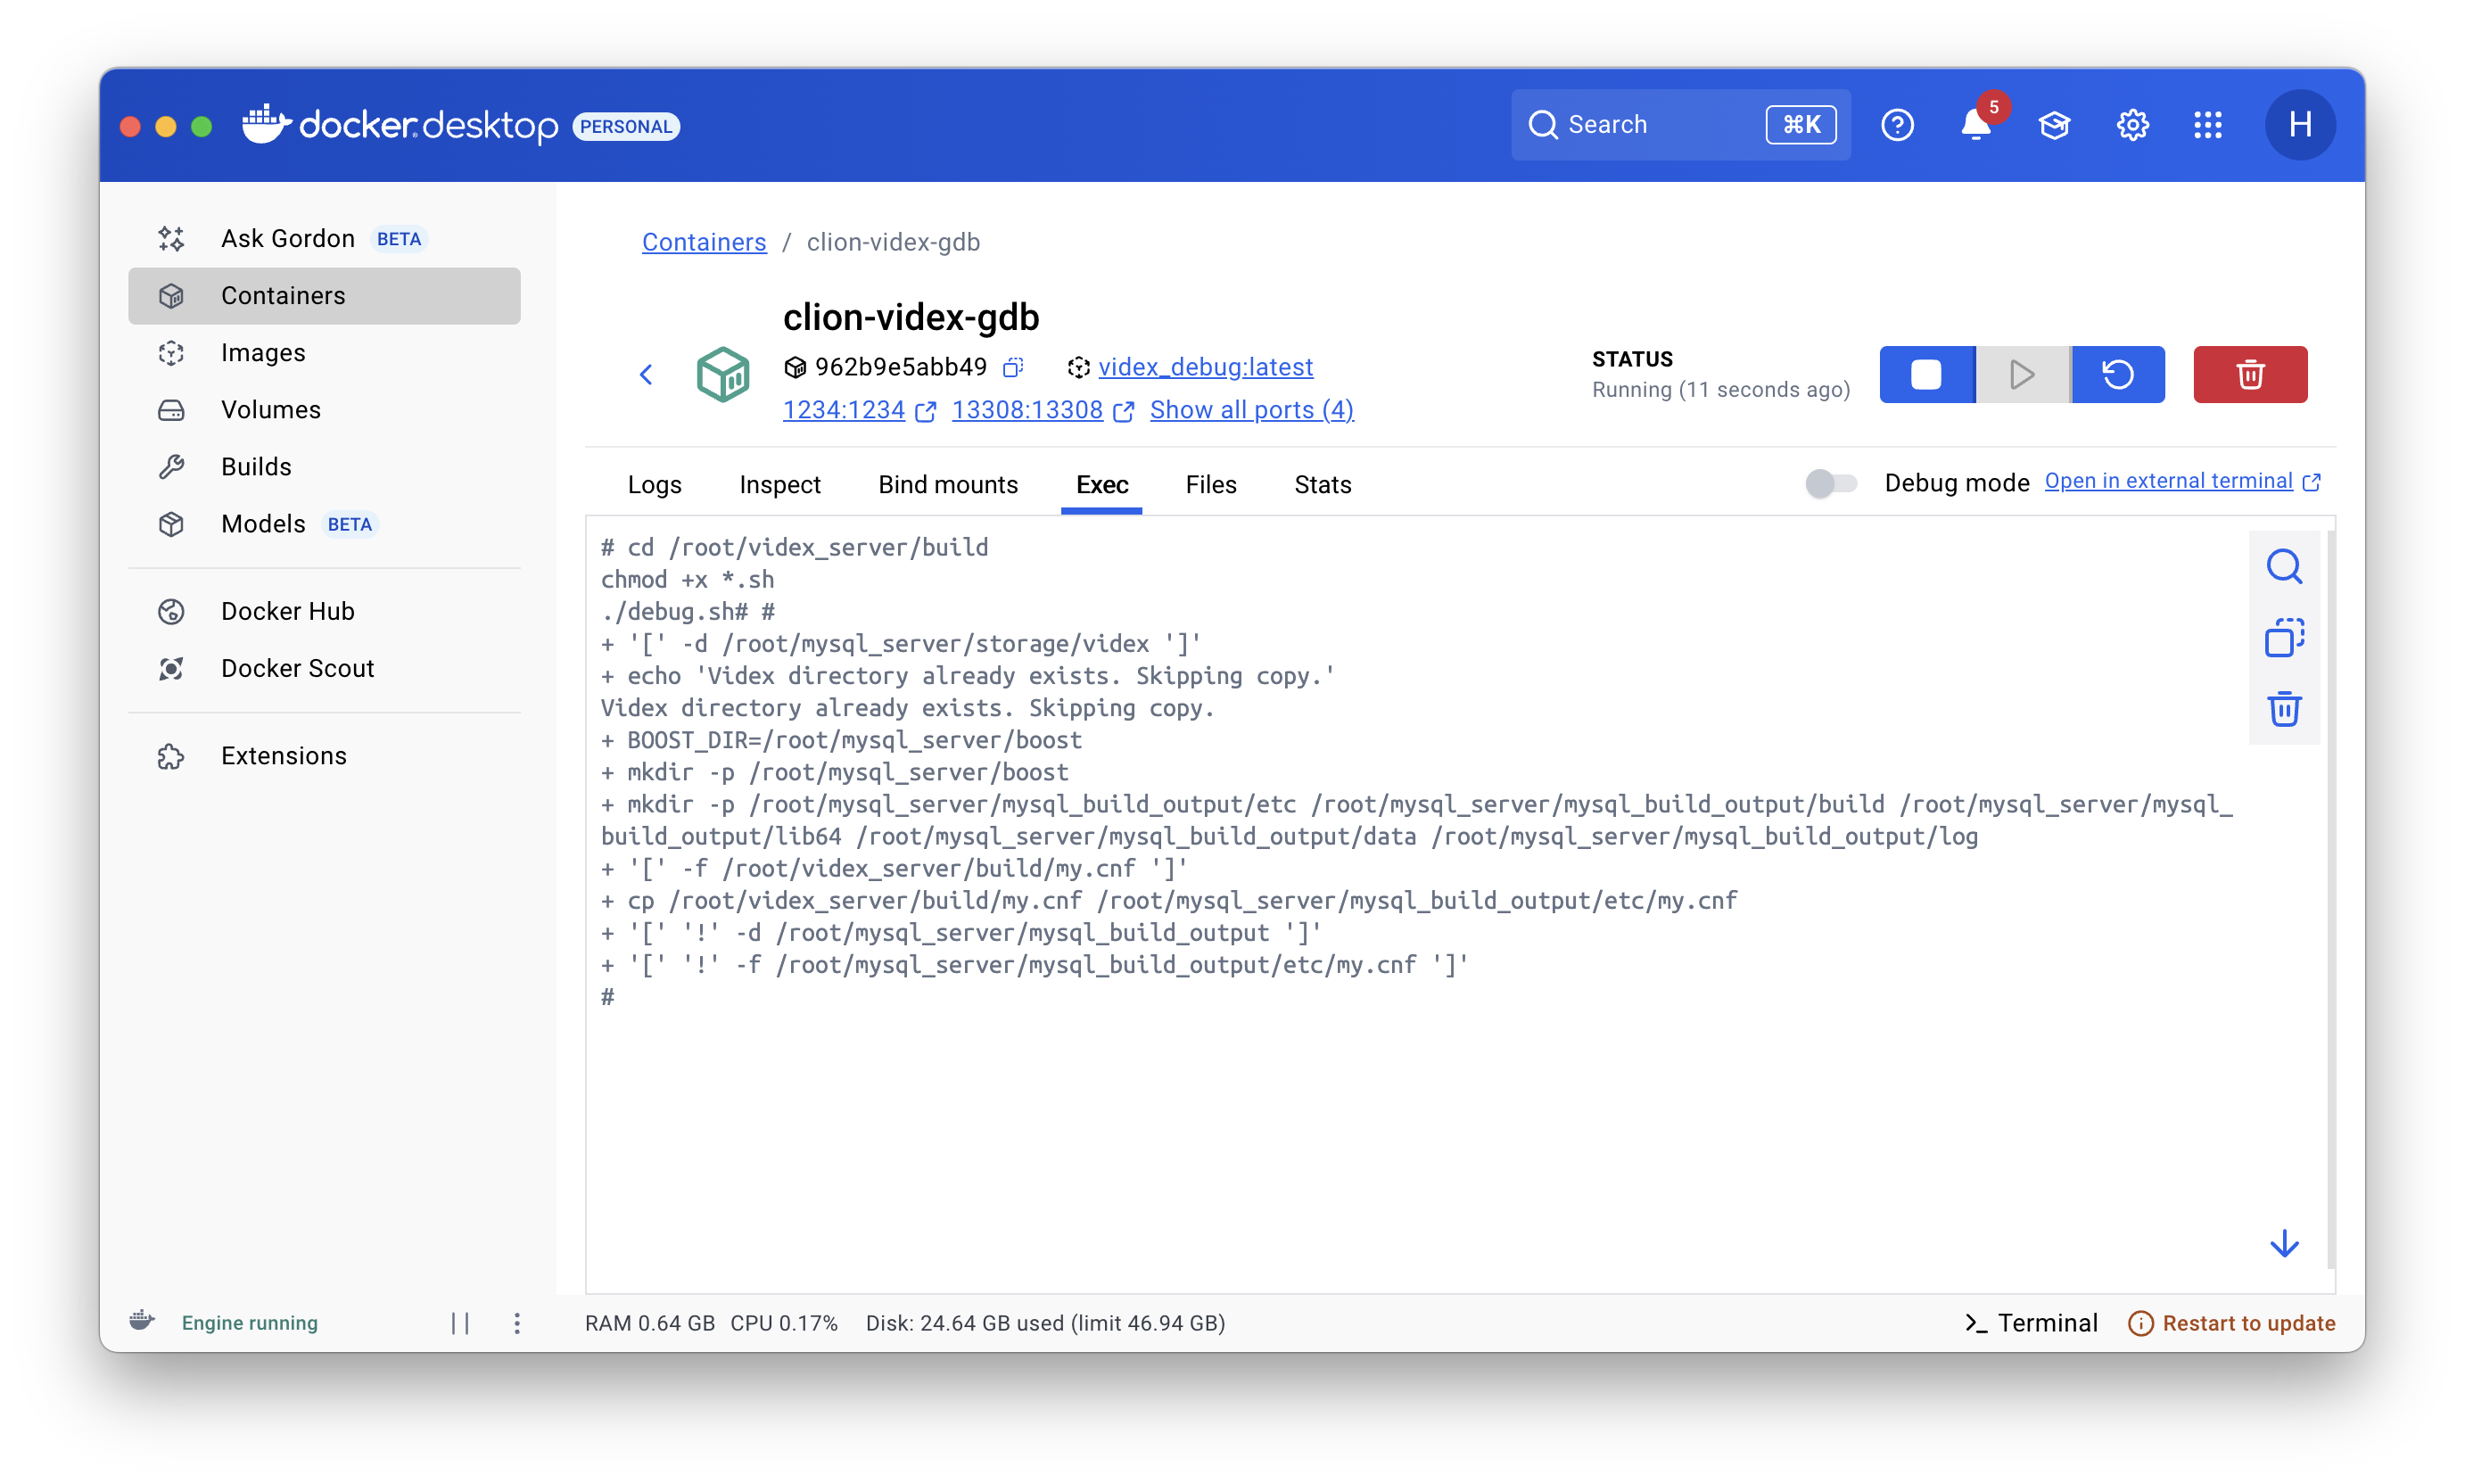 docker desktop PERSONAL
Search ⌘K
5
H
Ask Gordon BETA
Containers
Images
Volumes
Builds
Models BETA
Docker Hub
Docker Scout
Extensions
Containers / clion-videx-gdb
clion-videx-gdb
962b9e5abb49 videx_debug:latest
1234:1234 13308:13308 Show all ports (4)
STATUS
Running (11 seconds ago)
Logs Inspect Bind mounts Exec Files Stats
Debug mode Open in external terminal
# cd /root/videx_server/build
chmod +x *.sh
./debug.sh# #
+ '[' -d /root/mysql_server/storage/videx ']'
+ echo 'Videx directory already exists. Skipping copy.'
Videx directory already exists. Skipping copy.
+ BOOST_DIR=/root/mysql_server/boost
+ mkdir -p /root/mysql_server/boost
+ mkdir -p /root/mysql_server/mysql_build_output/etc /root/mysql_server/mysql_build_output/build /root/mysql_server/mysql_
build_output/lib64 /root/mysql_server/mysql_build_output/data /root/mysql_server/mysql_build_output/log
+ '[' -f /root/videx_server/build/my.cnf ']'
+ cp /root/videx_server/build/my.cnf /root/mysql_server/mysql_build_output/etc/my.cnf
+ '[' '!' -d /root/mysql_server/mysql_build_output ']'
+ '[' '!' -f /root/mysql_server/mysql_build_output/etc/my.cnf ']'
#
Engine running
RAM 0.64 GB CPU 0.17% Disk: 24.64 GB used (limit 46.94 GB)
Terminal
Restart to update